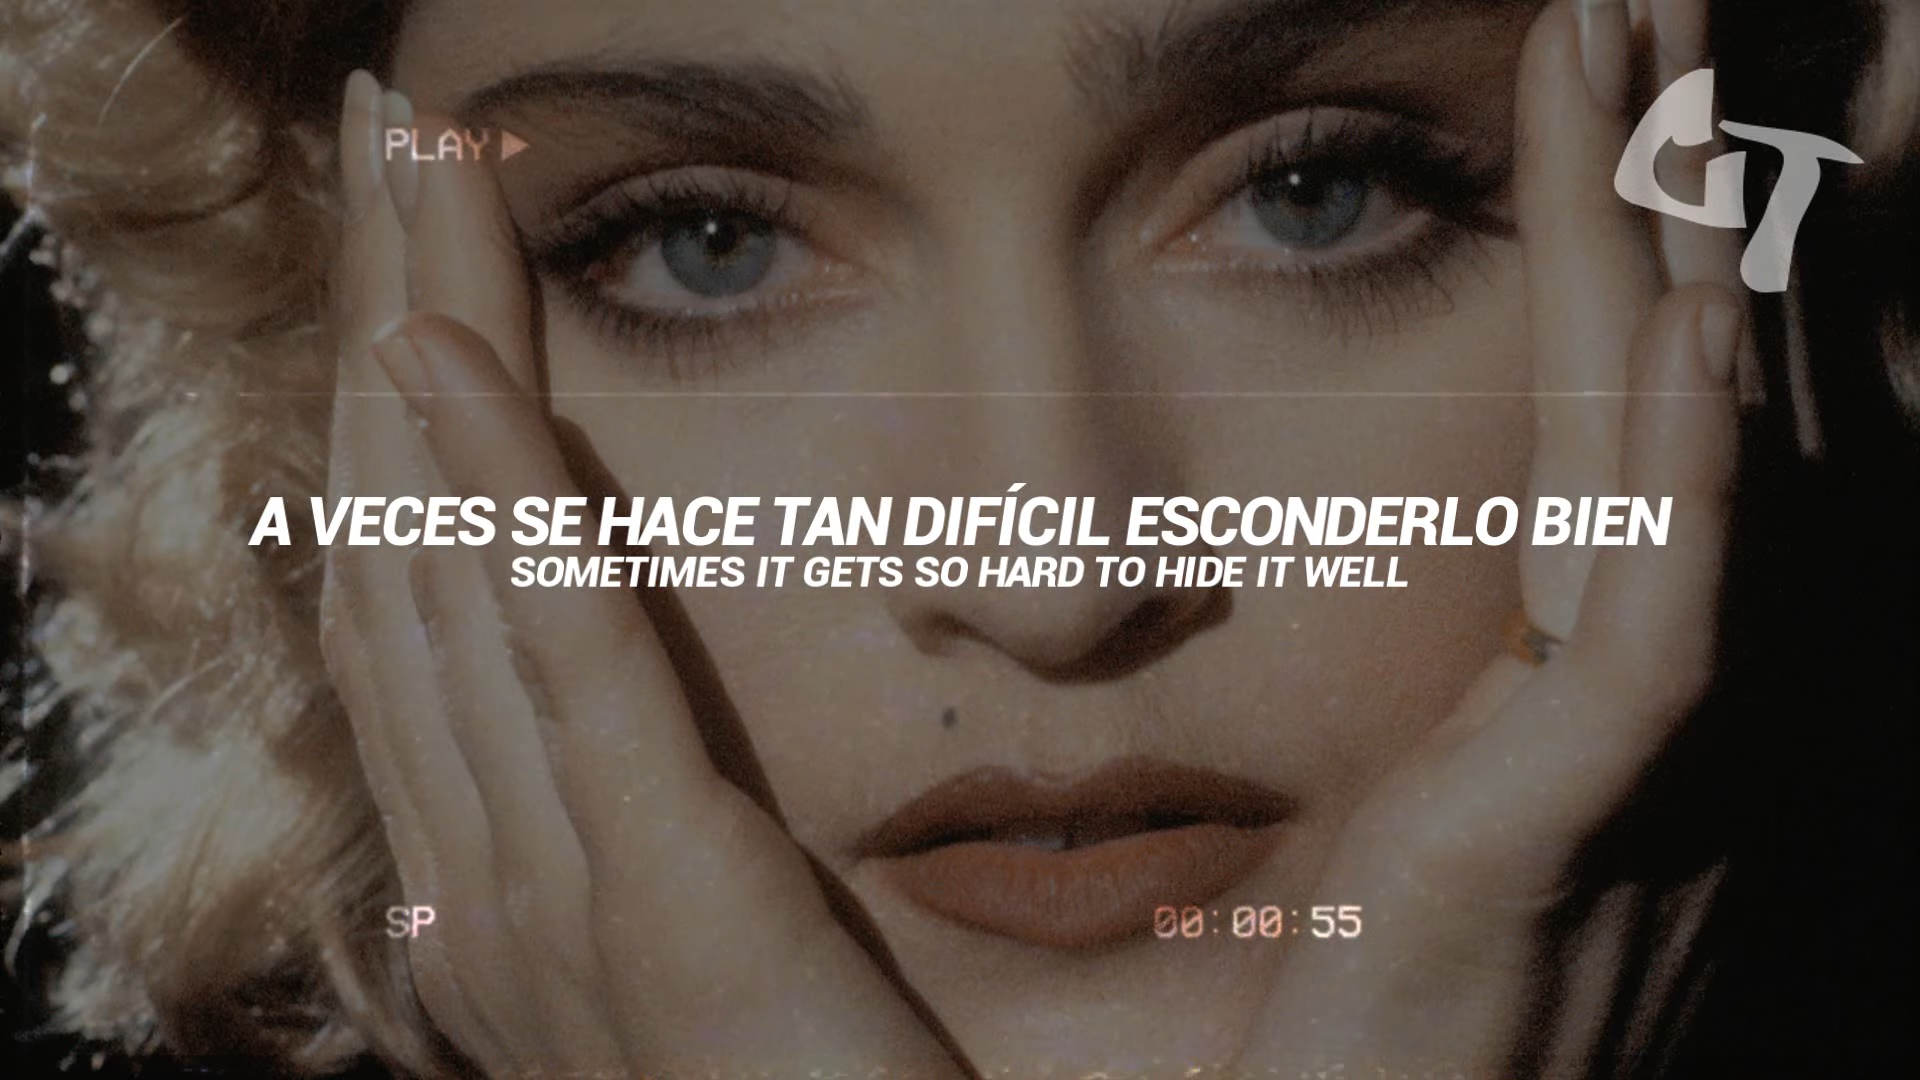 GT
PLAY ▶
A VECES SE HACE TAN DIFÍCIL ESCONDERLO BIEN
SOMETIMES IT GETS SO HARD TO HIDE IT WELL
SP
00:00:55